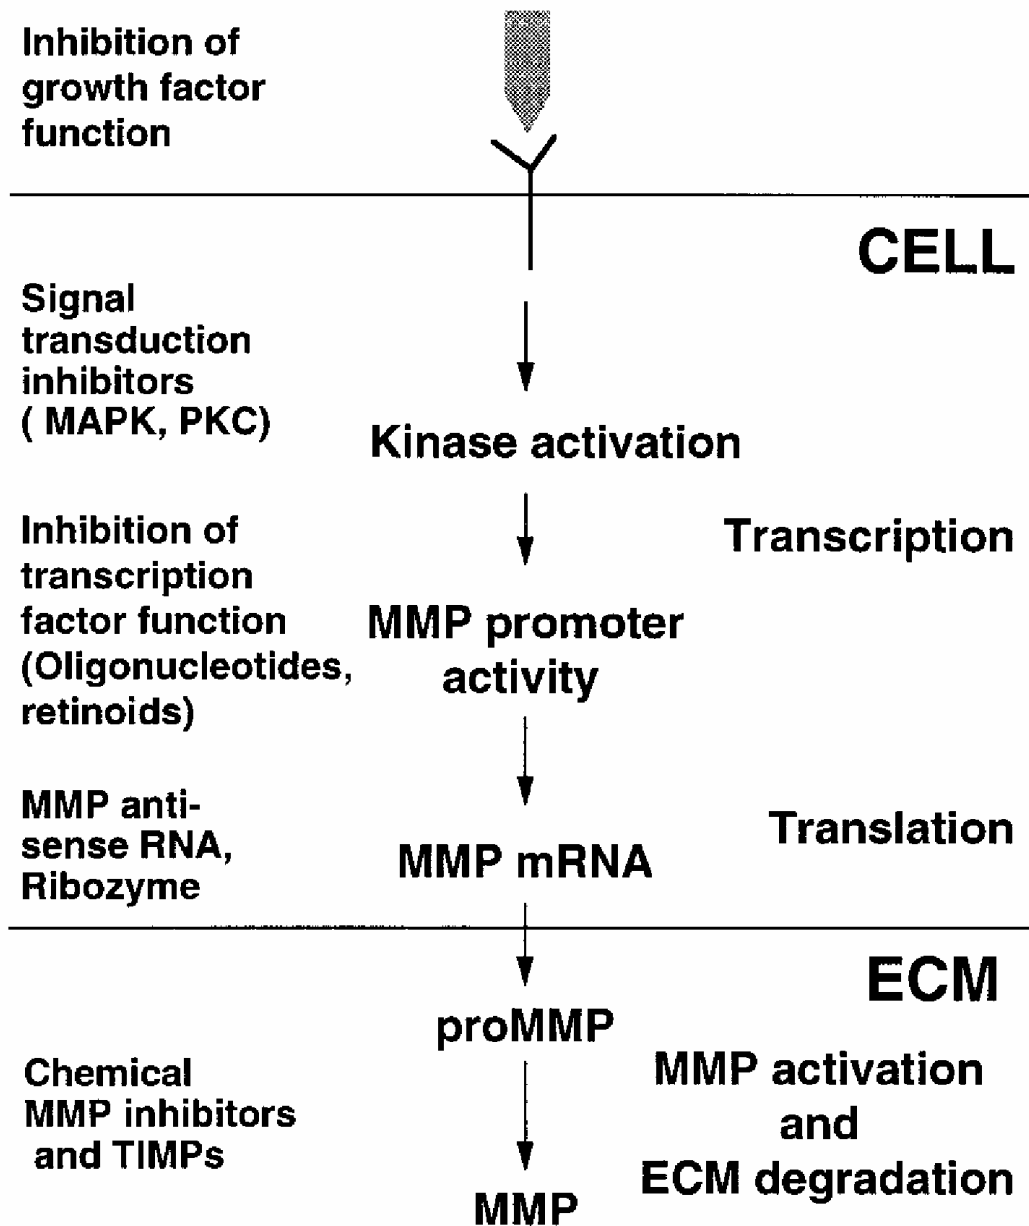 Inhibition of
growth factor
function
CELL
Signal
transduction
inhibitors
( MAPK, PKC)
Kinase activation
Transcription
Inhibition of
transcription
factor function
(Oligonucleotides,
retinoids)
MMP promoter
activity
MMP anti-
sense RNA,
Ribozyme
Translation
MMP mRNA
ECM
proMMP
Chemical
MMP inhibitors
and TIMPs
MMP activation
and
ECM degradation
MMP